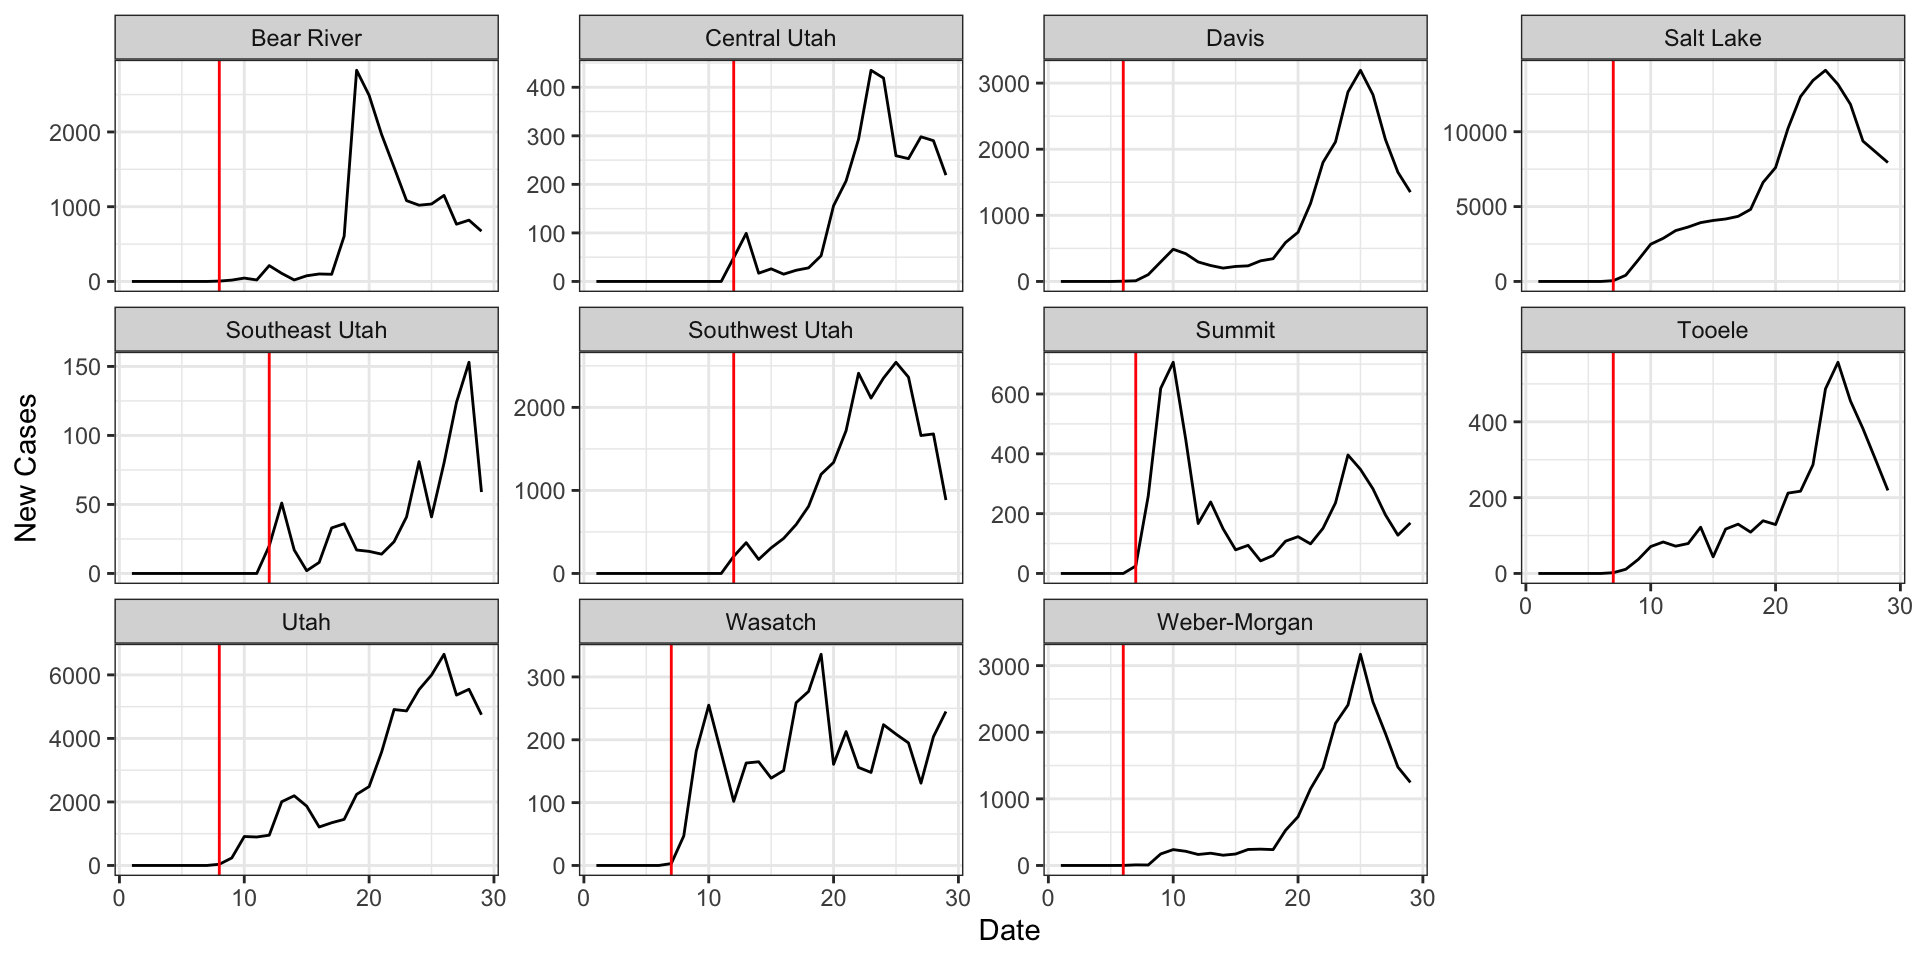 Bear River
Central Utah
Davis
Salt Lake
2000
1000
0
400
300
200
100
0
3000
2000
1000
0
10000
5000
0
Southeast Utah
Southwest Utah
Summit
Tooele
150
100
50
0
2000
1000
0
600
400
200
0
400
200
0
0 10 20 30
Utah
Wasatch
Weber-Morgan
6000
4000
2000
0
300
200
100
0
3000
2000
1000
0
0 10 20 30
0 10 20 30
0 10 20 30
New Cases
Date